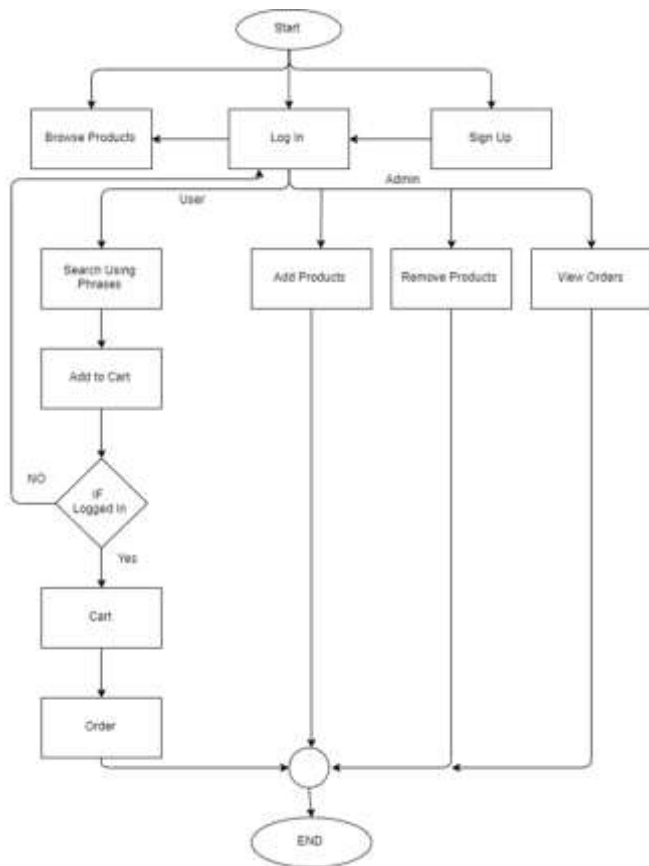 Start
Browse Products
Log In
Sign Up
Admin
User
Search Using
Phrases
Add Products
Remove Products
View Orders
Add to Cart
NO
IF
Logged In
Yes
Cart
Order
END